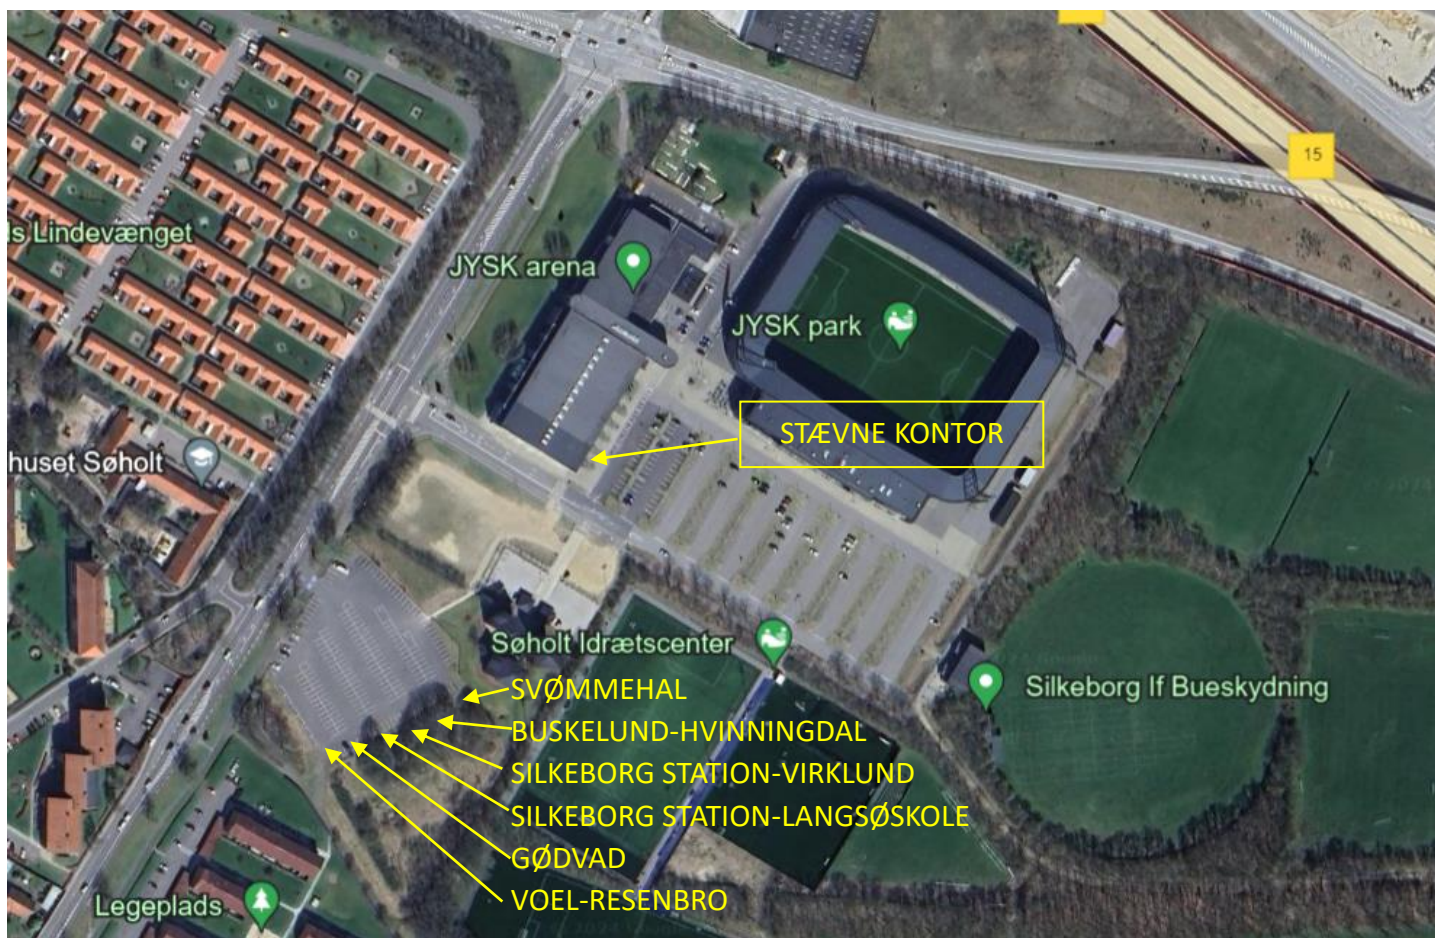 15
ls Lindevænget
JYSK arena
JYSK park
STÆVNE KONTOR
huset Søholt
Søholt Idrætscenter
Silkeborg If Bueskydning
SVØMMEHAL
BUSKELUND-HVINNINGDAL
SILKEBORG STATION-VIRKLUND
SILKEBORG STATION-LANGSØSKOLE
GØDVAD
VOEL-RESENBRO
Legeplads